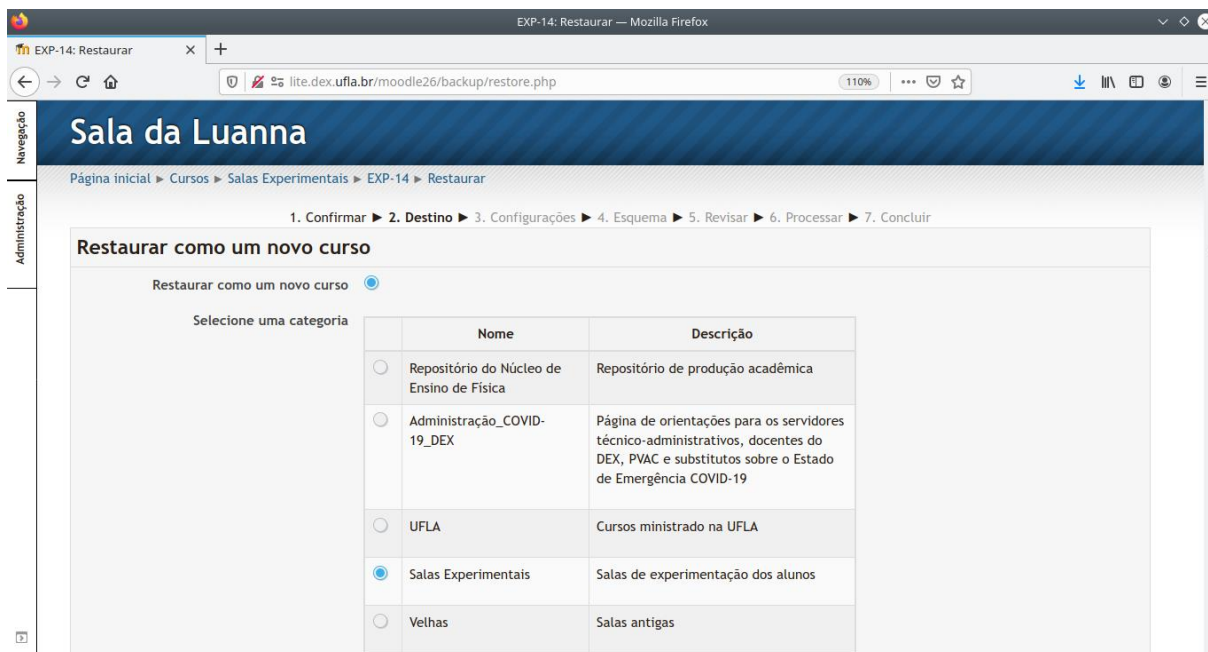 EXP-14: Restaurar — Mozilla Firefox
EXP-14: Restaurar
lite.dex.ufla.br/moodle26/backup/restore.php
110%
Navegação
Administração
Sala da Luanna
Página inicial ► Cursos ► Salas Experimentais ► EXP-14 ► Restaurar
1. Confirmar ► 2. Destino ► 3. Configurações ► 4. Esquema ► 5. Revisar ► 6. Processar ► 7. Concluir
Restaurar como um novo curso
Restaurar como um novo curso
Selecione uma categoria
Nome
Descrição
Repositório do Núcleo de
Ensino de Física
Repositório de produção acadêmica
Administração_COVID-
19_DEX
Página de orientações para os servidores
técnico-administrativos, docentes do
DEX, PVAC e substitutos sobre o Estado
de Emergência COVID-19
UFLA
Cursos ministrado na UFLA
Salas Experimentais
Salas de experimentação dos alunos
Velhas
Salas antigas